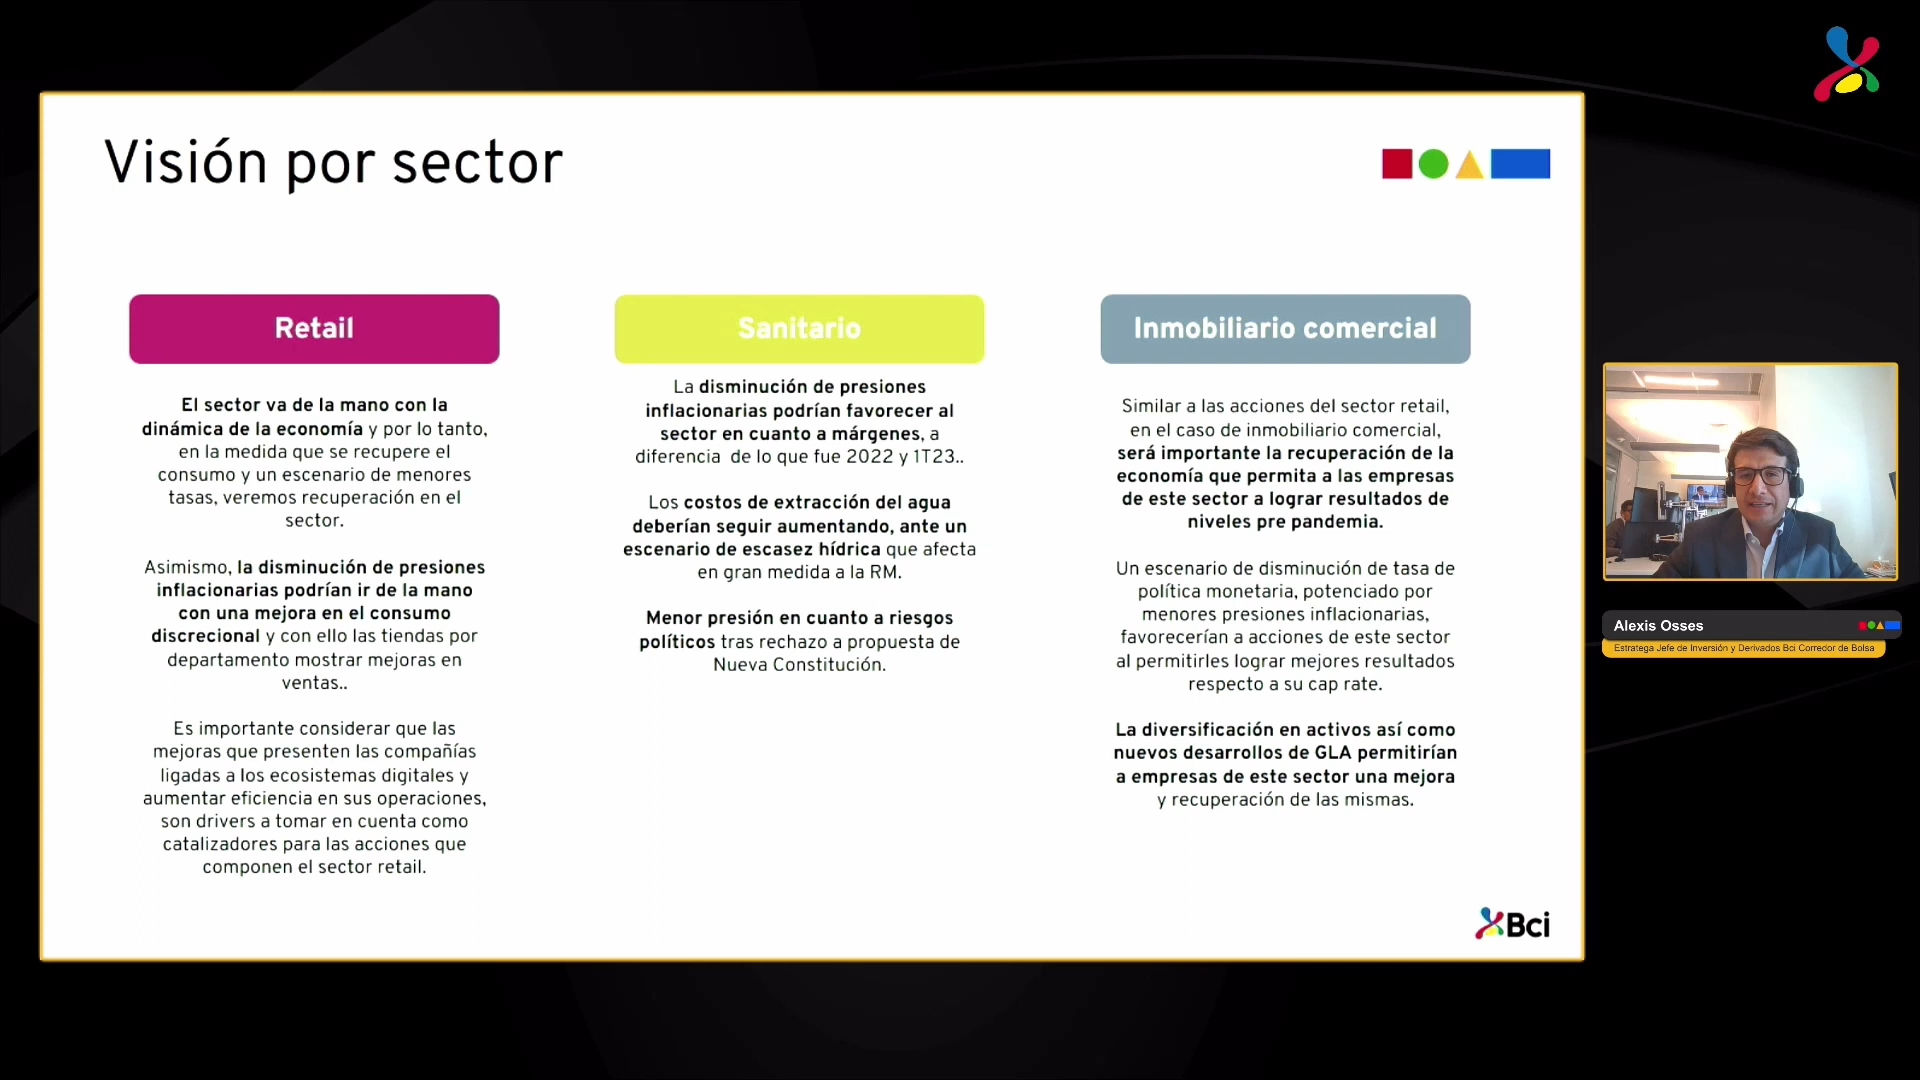 Visión por sector
Retail
El sector va de la mano con la
dinámica de la economía y por lo tanto,
en la medida que se recupere el
consumo y un escenario de menores
tasas, veremos recuperación en el
sector.
Asimismo, la disminución de presiones
inflacionarias podrían ir de la mano
con una mejora en el consumo
discrecional y con ello las tiendas por
departamento mostrar mejoras en
ventas..
Es importante considerar que las
mejoras que presenten las compañías
ligadas a los ecosistemas digitales y
aumentar eficiencia en sus operaciones,
son drivers a tomar en cuenta como
catalizadores para las acciones que
componen el sector retail.
Sanitario
La disminución de presiones
inflacionarias podrían favorecer al
sector en cuanto a márgenes, a
diferencia de lo que fue 2022 y 1T23..
Los costos de extracción del agua
deberían seguir aumentando, ante un
escenario de escasez hídrica que afecta
en gran medida a la RM.
Menor presión en cuanto a riesgos
políticos tras rechazo a propuesta de
Nueva Constitución.
Inmobiliario comercial
Similar a las acciones del sector retail,
en el caso de inmobiliario comercial,
será importante la recuperación de la
economía que permita a las empresas
de este sector a lograr resultados de
niveles pre pandemia.
Un escenario de disminución de tasa de
política monetaria, potenciado por
menores presiones inflacionarias,
favorecerían a acciones de este sector
al permitirles lograr mejores resultados
respecto a su cap rate.
La diversificación en activos así como
nuevos desarrollos de GLA permitirían
a empresas de este sector una mejora
y recuperación de las mismas.
Bci
Alexis Osses
Estratega Jefe de Inversión y Derivados Bci Corredor de Bolsa